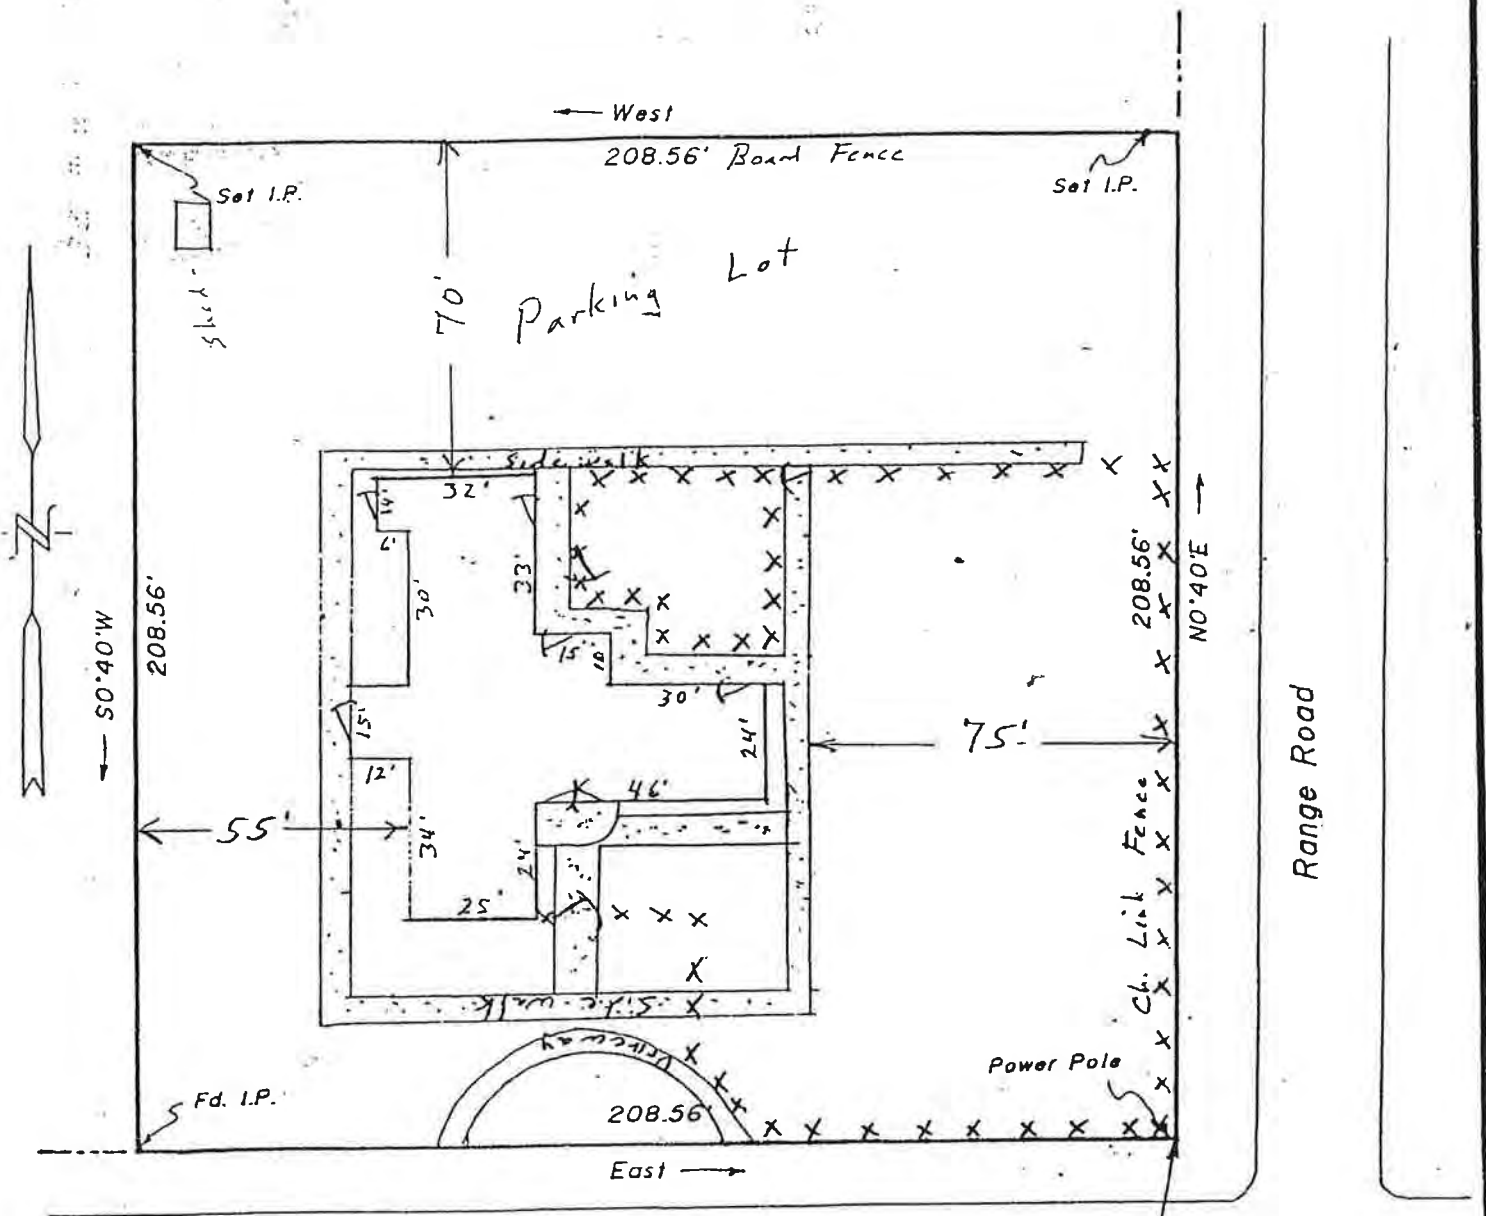 ← West
208.56' Board Fence
Set I.P.
Set I.P.
Shed
70'
Parking Lot
Sidewalk
32'
14'
6'
30'
33'
15
10
30'
24'
15'
12'
46'
34'
24'
25'
← 55' →
← 75' →
208.56'
← S0°40'W
208.56'
N0°40'E →
Ch. Link Fence
Range Road
Sidewalk
Driveway
Power Pole
Fd. I.P.
208.56'
East →
N